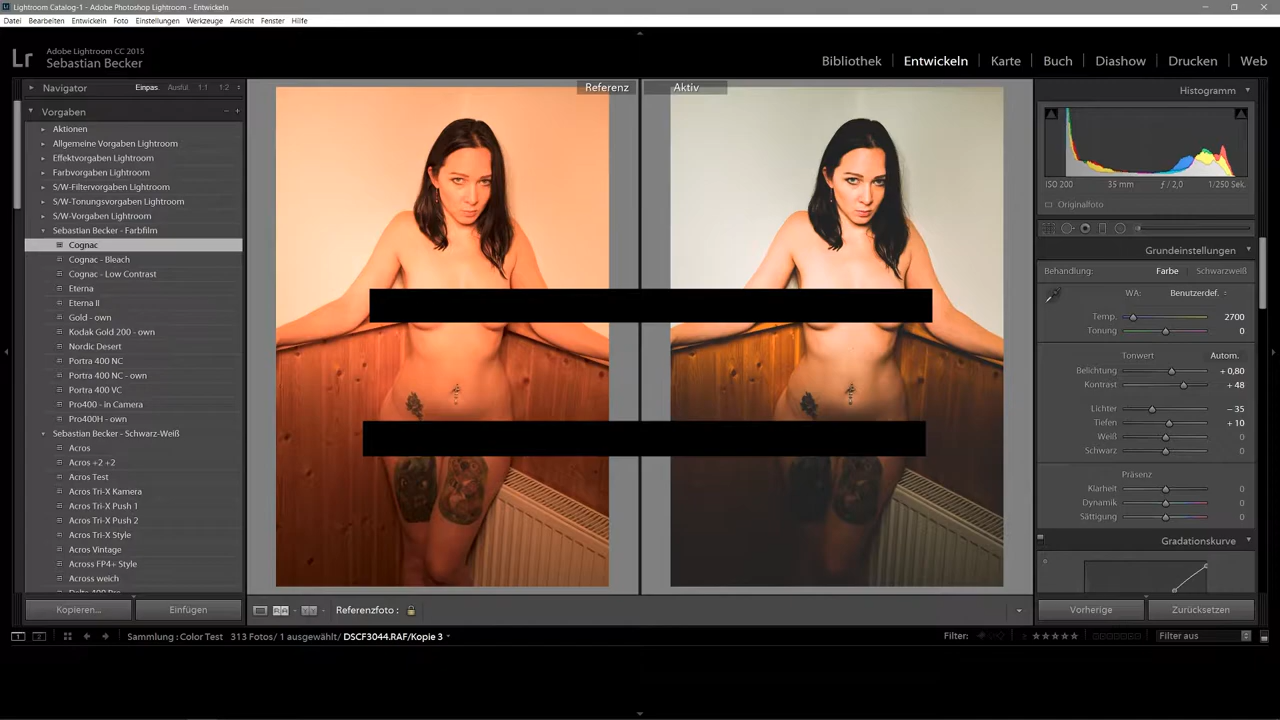 Lightroom Catalog-1 - Adobe Photoshop Lightroom - Entwickeln
Datei Bearbeiten Entwickeln Foto Einstellungen Werkzeuge Ansicht Fenster Hilfe
Lr
Adobe Lightroom CC 2015
Sebastian Becker
Bibliothek | Entwickeln | Karte | Buch | Diashow | Drucken | Web
Navigator Einpas. Ausful 1:1 1:2
Vorgaben
Aktionen
Allgemeine Vorgaben Lightroom
Effektvorgaben Lightroom
Farbvorgaben Lightroom
S/W-Filtervorgaben Lightroom
S/W-Tonungsvorgaben Lightroom
S/W-Vorgaben Lightroom
Sebastian Becker - Farbfilm
Cognac
Cognac - Bleach
Cognac - Low Contrast
Eterna
Eterna II
Gold - own
Kodak Gold 200 - own
Nordic Desert
Portra 400 NC
Portra 400 NC - own
Portra 400 VC
Pro400 - in Camera
Pro400H - own
Sebastian Becker - Schwarz-Weiß
Acros
Acros +2 +2
Acros Test
Acros Tri-X Kamera
Acros Tri-X Push 1
Acros Tri-X Push 2
Acros Tri-X Style
Acros Vintage
Across FP4+ Style
Across weich
Kopieren... Einfügen
Referenz
Aktiv
Histogramm
ISO 200 35 mm ƒ / 2,0 1/250 Sek.
Originalfoto
Grundeinstellungen
Behandlung: Farbe | Schwarzweiß
WA: Benutzerdef.
Temp. 2700
Tonung 0
Tonwert Autom.
Belichtung + 0,80
Kontrast + 48
Lichter – 35
Tiefen + 10
Weiß 0
Schwarz 0
Präsenz
Klarheit 0
Dynamik 0
Sättigung 0
Gradationskurve
Vorherige Zurücksetzen
Referenzfoto :
1 2 Sammlung : Color Test 313 Fotos/ 1 ausgewählt/ DSCF3044.RAF/Kopie 3
Filter: Filter aus